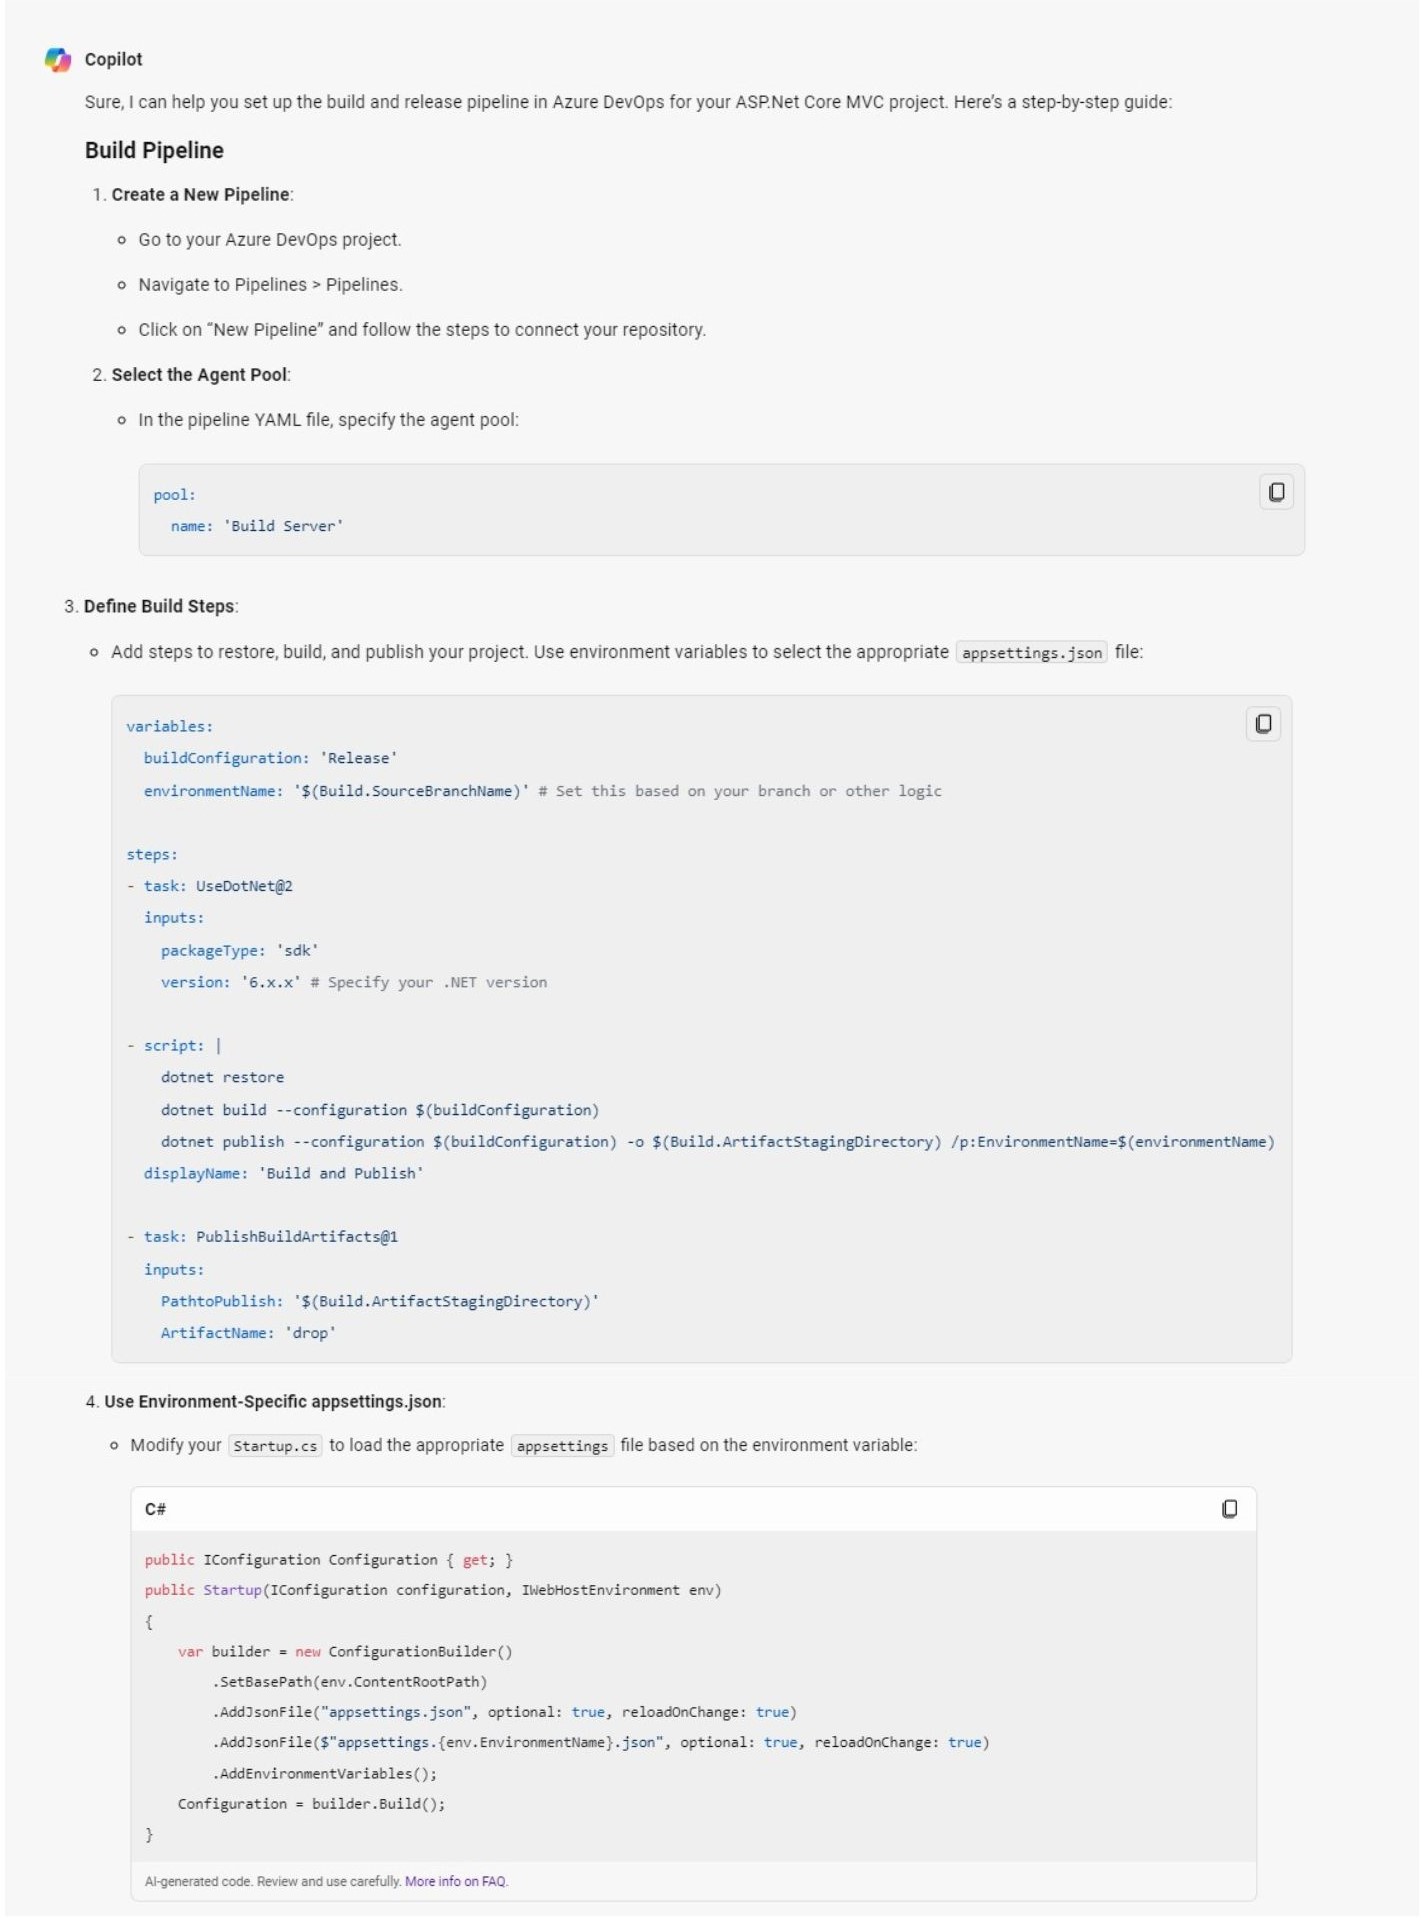 Copilot
Sure, I can help you set up the build and release pipeline in Azure DevOps for your ASP.Net Core MVC project. Here’s a step-by-step guide:
Build Pipeline
1. Create a New Pipeline:
Go to your Azure DevOps project.
Navigate to Pipelines > Pipelines.
Click on “New Pipeline” and follow the steps to connect your repository.
2. Select the Agent Pool:
In the pipeline YAML file, specify the agent pool:
pool:
  name: 'Build Server'
3. Define Build Steps:
Add steps to restore, build, and publish your project. Use environment variables to select the appropriate appsettings.json file:
variables:
  buildConfiguration: 'Release'
  environmentName: '$(Build.SourceBranchName)' # Set this based on your branch or other logic
steps:
- task: UseDotNet@2
  inputs:
    packageType: 'sdk'
    version: '6.x.x' # Specify your .NET version
- script: |
    dotnet restore
    dotnet build --configuration $(buildConfiguration)
    dotnet publish --configuration $(buildConfiguration) -o $(Build.ArtifactStagingDirectory) /p:EnvironmentName=$(environmentName)
  displayName: 'Build and Publish'
- task: PublishBuildArtifacts@1
  inputs:
    PathtoPublish: '$(Build.ArtifactStagingDirectory)'
    ArtifactName: 'drop'
4. Use Environment-Specific appsettings.json:
Modify your Startup.cs to load the appropriate appsettings file based on the environment variable:
C#
public IConfiguration Configuration { get; }
public Startup(IConfiguration configuration, IWebHostEnvironment env)
{
    var builder = new ConfigurationBuilder()
        .SetBasePath(env.ContentRootPath)
        .AddJsonFile("appsettings.json", optional: true, reloadOnChange: true)
        .AddJsonFile($"appsettings.{env.EnvironmentName}.json", optional: true, reloadOnChange: true)
        .AddEnvironmentVariables();
    Configuration = builder.Build();
}
AI-generated code. Review and use carefully. More info on FAQ.